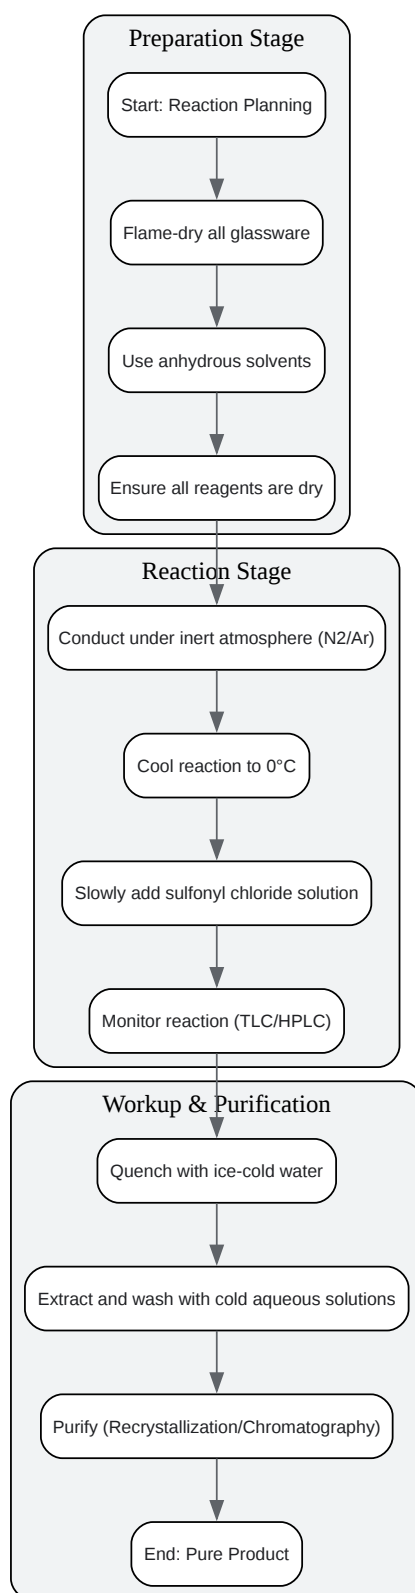 Preparation Stage
Start: Reaction Planning
Flame-dry all glassware
Use anhydrous solvents
Ensure all reagents are dry
Reaction Stage
Conduct under inert atmosphere (N2/Ar)
Cool reaction to 0°C
Slowly add sulfonyl chloride solution
Monitor reaction (TLC/HPLC)
Workup & Purification
Quench with ice-cold water
Extract and wash with cold aqueous solutions
Purify (Recrystallization/Chromatography)
End: Pure Product